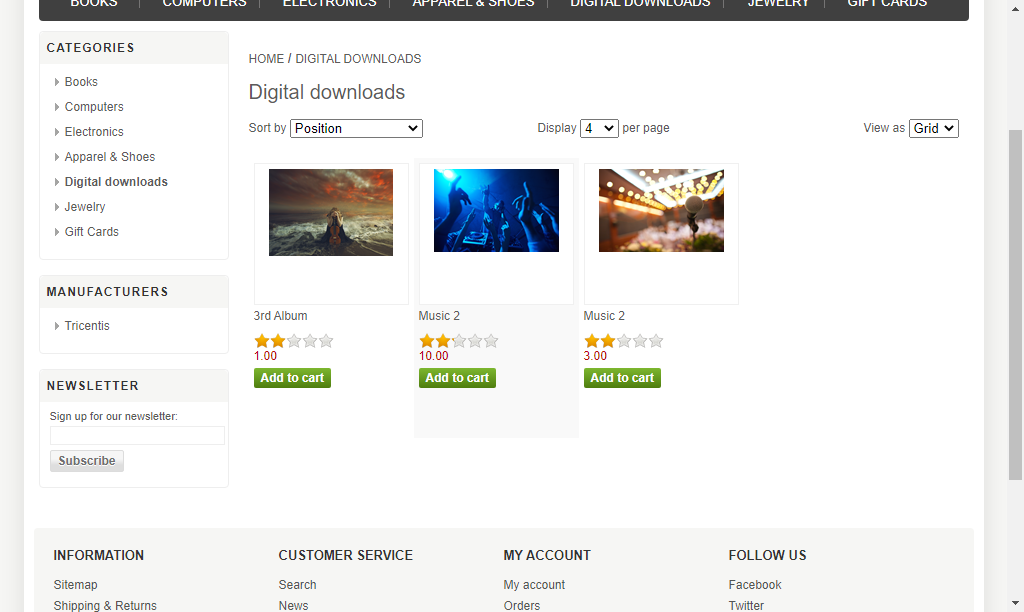 BOOKS COMPUTERS ELECTRONICS APPAREL & SHOES DIGITAL DOWNLOADS JEWELRY GIFT CARDS
CATEGORIES
Books
Computers
Electronics
Apparel & Shoes
Digital downloads
Jewelry
Gift Cards
MANUFACTURERS
Tricentis
NEWSLETTER
Sign up for our newsletter:
Subscribe
HOME / DIGITAL DOWNLOADS
Digital downloads
Sort by Position Display 4 per page View as Grid
3rd Album
1.00
Add to cart
Music 2
10.00
Add to cart
Music 2
3.00
Add to cart
INFORMATION
Sitemap
Shipping & Returns
CUSTOMER SERVICE
Search
News
MY ACCOUNT
My account
Orders
FOLLOW US
Facebook
Twitter